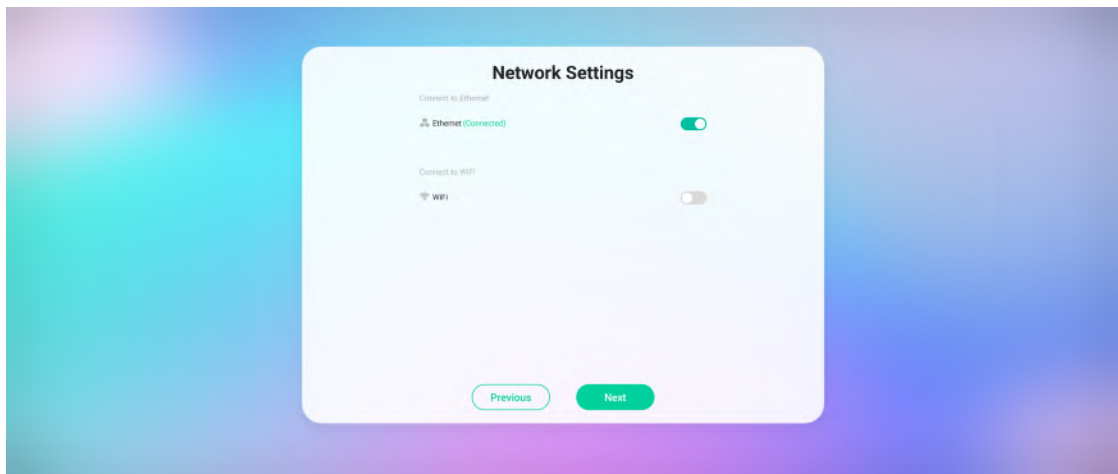 Network Settings
Connect to Ethernet
Ethernet (Connected)
Connect to WIFI
WIFI
Previous
Next